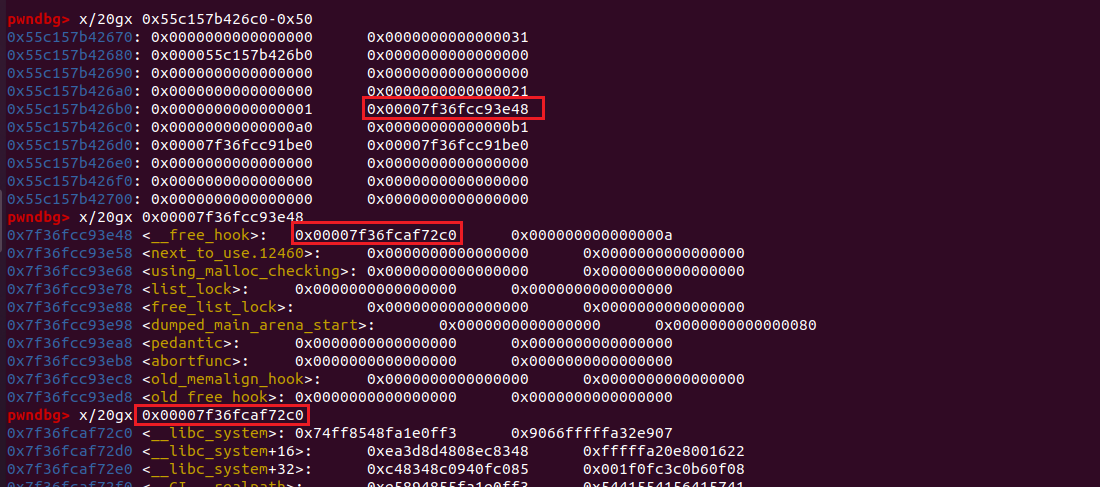 pwndbg> x/20gx 0x55c157b426c0-0x50
0x55c157b42670: 0x0000000000000000 0x0000000000000031
0x55c157b42680: 0x000055c157b426b0 0x0000000000000000
0x55c157b42690: 0x0000000000000000 0x0000000000000000
0x55c157b426a0: 0x0000000000000000 0x0000000000000021
0x55c157b426b0: 0x0000000000000001 0x00007f36fcc93e48
0x55c157b426c0: 0x00000000000000a0 0x00000000000000b1
0x55c157b426d0: 0x00007f36fcc91be0 0x00007f36fcc91be0
0x55c157b426e0: 0x0000000000000000 0x0000000000000000
0x55c157b426f0: 0x0000000000000000 0x0000000000000000
0x55c157b42700: 0x0000000000000000 0x0000000000000000
pwndbg> x/20gx 0x00007f36fcc93e48
0x7f36fcc93e48 <__free_hook>: 0x00007f36fcaf72c0 0x000000000000000a
0x7f36fcc93e58 <next_to_use.12460>: 0x0000000000000000 0x0000000000000000
0x7f36fcc93e68 <using_malloc_checking>: 0x0000000000000000 0x0000000000000000
0x7f36fcc93e78 <list_lock>: 0x0000000000000000 0x0000000000000000
0x7f36fcc93e88 <free_list_lock>: 0x0000000000000000 0x0000000000000000
0x7f36fcc93e98 <dumped_main_arena_start>: 0x0000000000000000 0x0000000000000080
0x7f36fcc93ea8 <pedantic>: 0x0000000000000000 0x0000000000000000
0x7f36fcc93eb8 <abortfunc>: 0x0000000000000000 0x0000000000000000
0x7f36fcc93ec8 <old_memalign_hook>: 0x0000000000000000 0x0000000000000000
0x7f36fcc93ed8 <old_free_hook>: 0x0000000000000000 0x0000000000000000
pwndbg> x/20gx 0x00007f36fcaf72c0
0x7f36fcaf72c0 <__libc_system>: 0x74ff8548fa1e0ff3 0x9066fffffa32e907
0x7f36fcaf72d0 <__libc_system+16>: 0xea3d8d4808ec8348 0xfffffa20e8001622
0x7f36fcaf72e0 <__libc_system+32>: 0xc48348c0940fc085 0x001f0fc3c0b60f08
0x7f36fcaf72f0 <__GI___realpath>: 0xe5894855fa1e0ff3 0x5441554156415741